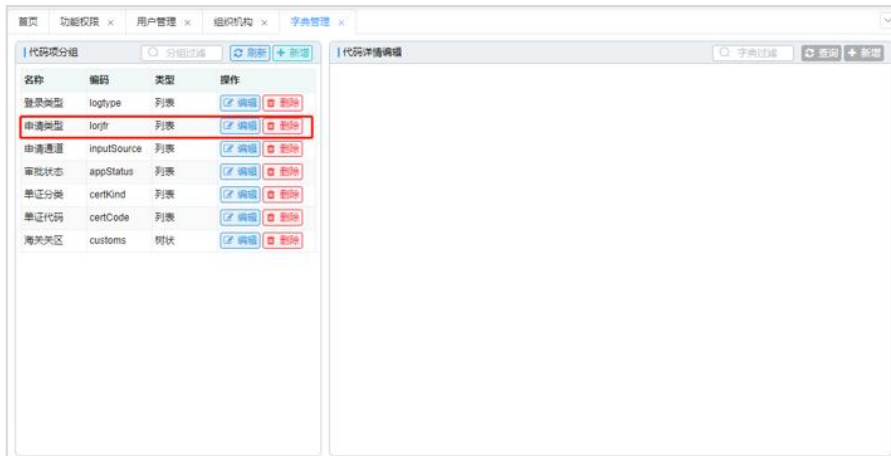 首页 功能权限 × 用户管理 × 组织机构 × 字典管理 ×
代码项分组 分组过滤 刷新 + 新增
名称 编码 类型 操作
登录类型 logtype 列表 编辑 删除
申请类型 lorjfr 列表 编辑 删除
申请通道 inputSource 列表 编辑 删除
审批状态 appStatus 列表 编辑 删除
单证分类 certKind 列表 编辑 删除
单证代码 certCode 列表 编辑 删除
海关关区 customs 树状 编辑 删除
代码详情编辑 字典过滤 查询 + 新增